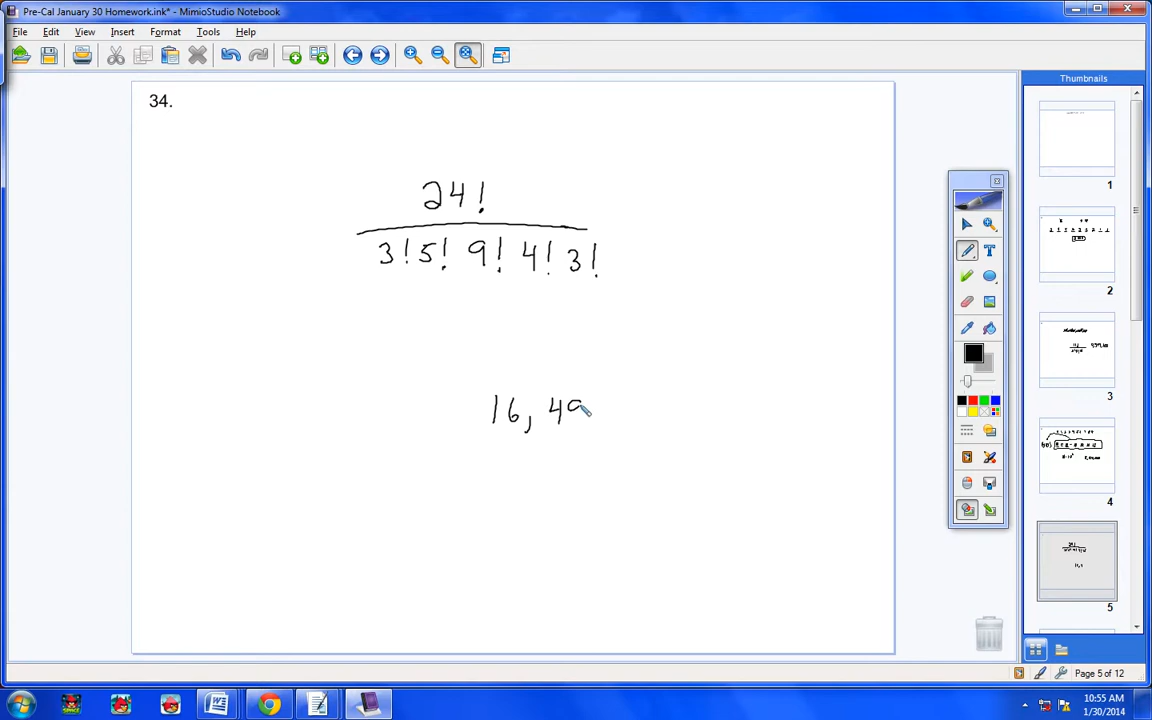 Pre-Cal January 30 Homework.ink* - MimioStudio Notebook
File Edit View Insert Format Tools Help
Thumbnails
34.
24!
3! 5! 9! 4! 3!
16, 49
1
2
3
4
5
Page 5 of 12
10:55 AM
1/30/2014